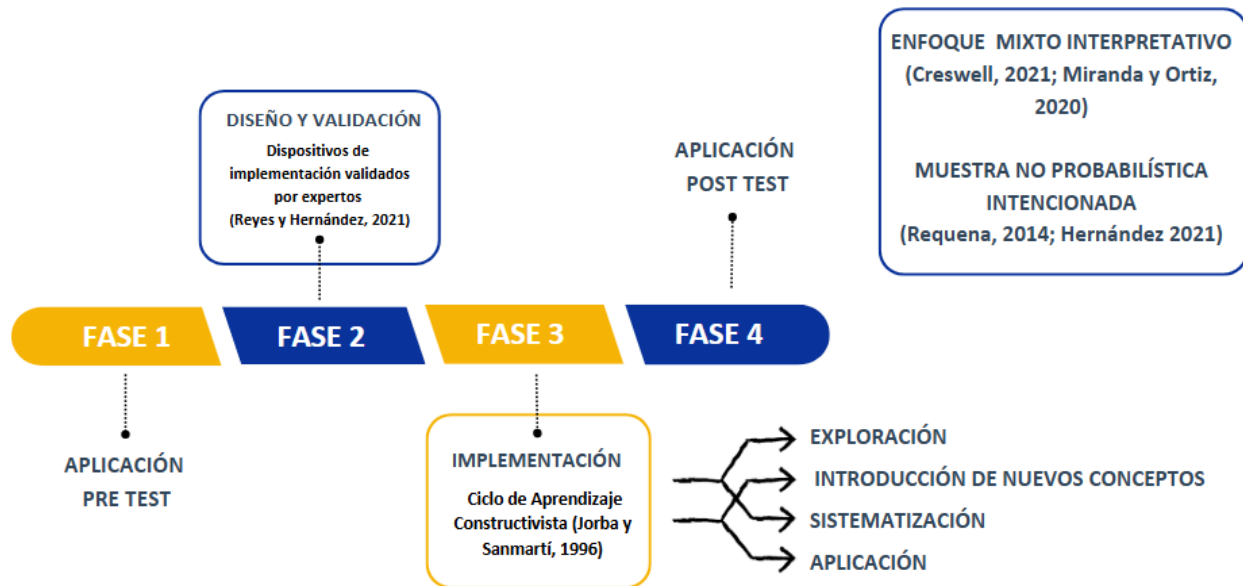 ENFOQUE MIXTO INTERPRETATIVO
(Creswell, 2021; Miranda y Ortiz,
2020)
MUESTRA NO PROBABILÍSTICA
INTENCIONADA
(Requena, 2014; Hernández 2021)
DISEÑO Y VALIDACIÓN
Dispositivos de
implementación validados
por expertos
(Reyes y Hernández, 2021)
APLICACIÓN
POST TEST
FASE 1
FASE 2
FASE 3
FASE 4
APLICACIÓN
PRE TEST
IMPLEMENTACIÓN
Ciclo de Aprendizaje
Constructivista (Jorba y
Sanmartí, 1996)
EXPLORACIÓN
INTRODUCCIÓN DE NUEVOS CONCEPTOS
SISTEMATIZACIÓN
APLICACIÓN